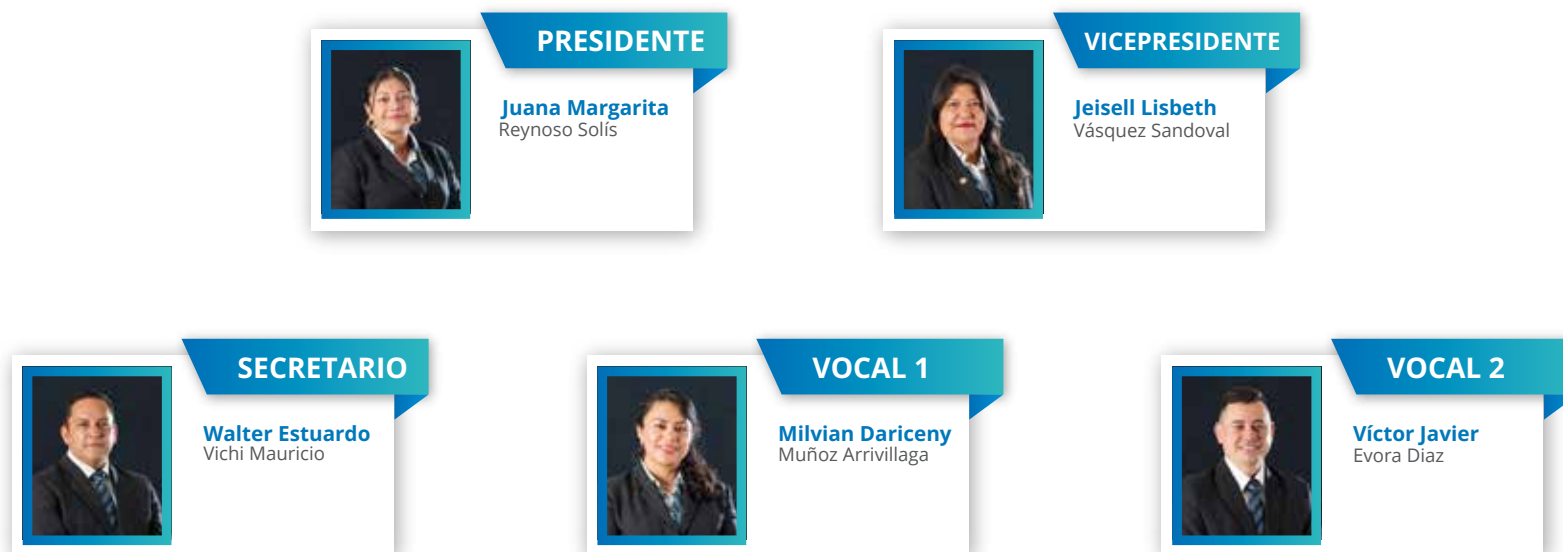 PRESIDENTE
Juana Margarita
Reynoso Solís
VICEPRESIDENTE
Jeisell Lisbeth
Vásquez Sandoval
SECRETARIO
Walter Estuardo
Vichi Mauricio
VOCAL 1
Milvian Dariceny
Muñoz Arrivillaga
VOCAL 2
Víctor Javier
Evora Diaz